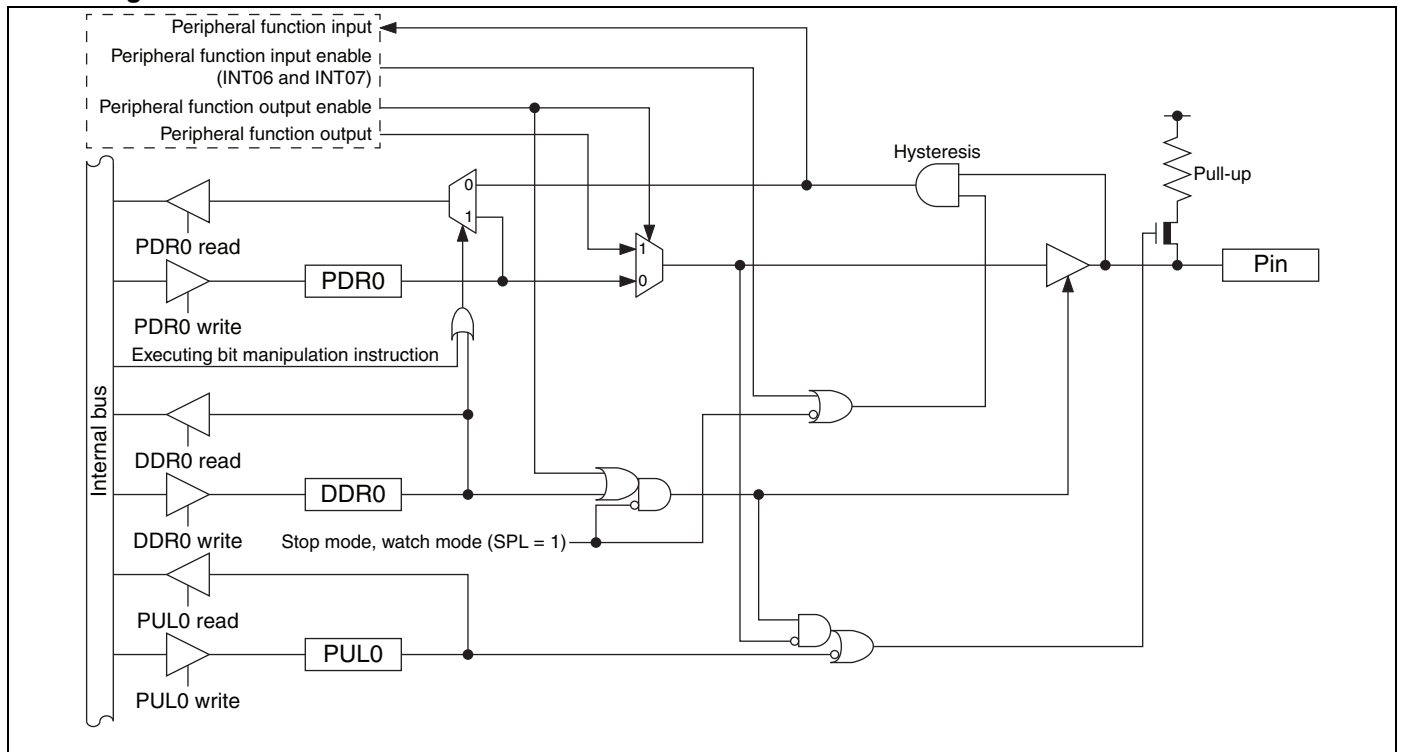 Peripheral function input
Peripheral function input enable
(INT06 and INT07)
Peripheral function output enable
Peripheral function output
Hysteresis
Pull-up
0
1
PDR0 read
1
0
Pin
PDR0
PDR0 write
Executing bit manipulation instruction
Internal bus
DDR0 read
DDR0
DDR0 write
Stop mode, watch mode (SPL = 1)
PUL0 read
PUL0
PUL0 write